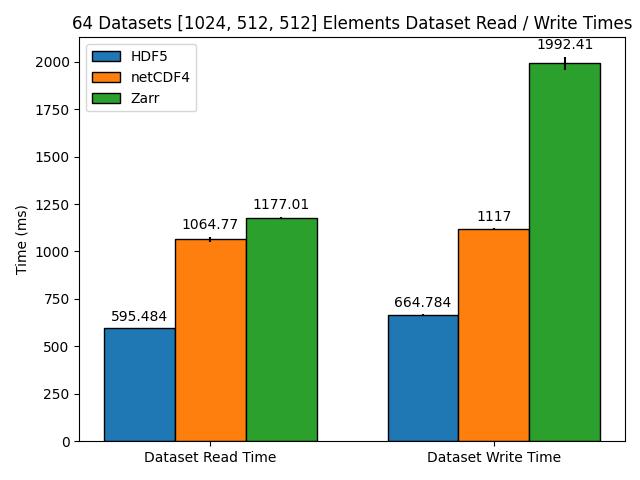 64 Datasets [1024, 512, 512] Elements Dataset Read / Write Times
HDF5
netCDF4
Zarr
Time (ms)
2000
1750
1500
1250
1000
750
500
250
0
595.484
1064.77
1177.01
664.784
1117
1992.41
Dataset Read Time
Dataset Write Time